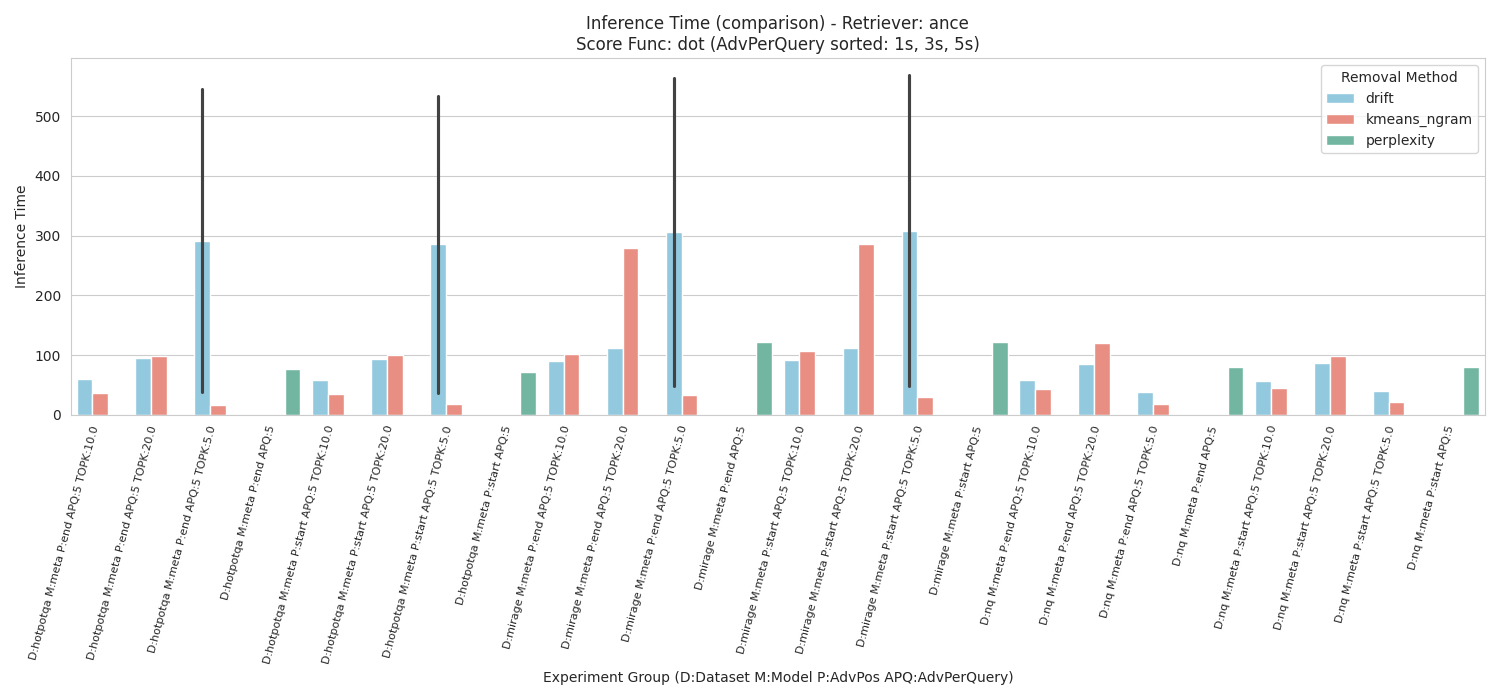 Inference Time (comparison) - Retriever: ance
Score Func: dot (AdvPerQuery sorted: 1s, 3s, 5s)
Removal Method
drift
kmeans_ngram
perplexity
Inference Time
500
400
300
200
100
0
D:hotpotqa M:meta P:end APQ:5 TOPK:10.0
D:hotpotqa M:meta P:end APQ:5 TOPK:20.0
D:hotpotqa M:meta P:end APQ:5 TOPK:5.0
D:hotpotqa M:meta P:end APQ:5
D:hotpotqa M:meta P:start APQ:5 TOPK:10.0
D:hotpotqa M:meta P:start APQ:5 TOPK:20.0
D:hotpotqa M:meta P:start APQ:5 TOPK:5.0
D:hotpotqa M:meta P:start APQ:5
D:mirage M:meta P:end APQ:5 TOPK:10.0
D:mirage M:meta P:end APQ:5 TOPK:20.0
D:mirage M:meta P:end APQ:5 TOPK:5.0
D:mirage M:meta P:end APQ:5
D:mirage M:meta P:start APQ:5 TOPK:10.0
D:mirage M:meta P:start APQ:5 TOPK:20.0
D:mirage M:meta P:start APQ:5 TOPK:5.0
D:mirage M:meta P:start APQ:5
D:nq M:meta P:end APQ:5 TOPK:10.0
D:nq M:meta P:end APQ:5 TOPK:20.0
D:nq M:meta P:end APQ:5 TOPK:5.0
D:nq M:meta P:end APQ:5
D:nq M:meta P:start APQ:5 TOPK:10.0
D:nq M:meta P:start APQ:5 TOPK:20.0
D:nq M:meta P:start APQ:5 TOPK:5.0
D:nq M:meta P:start APQ:5
Experiment Group (D:Dataset M:Model P:AdvPos APQ:AdvPerQuery)